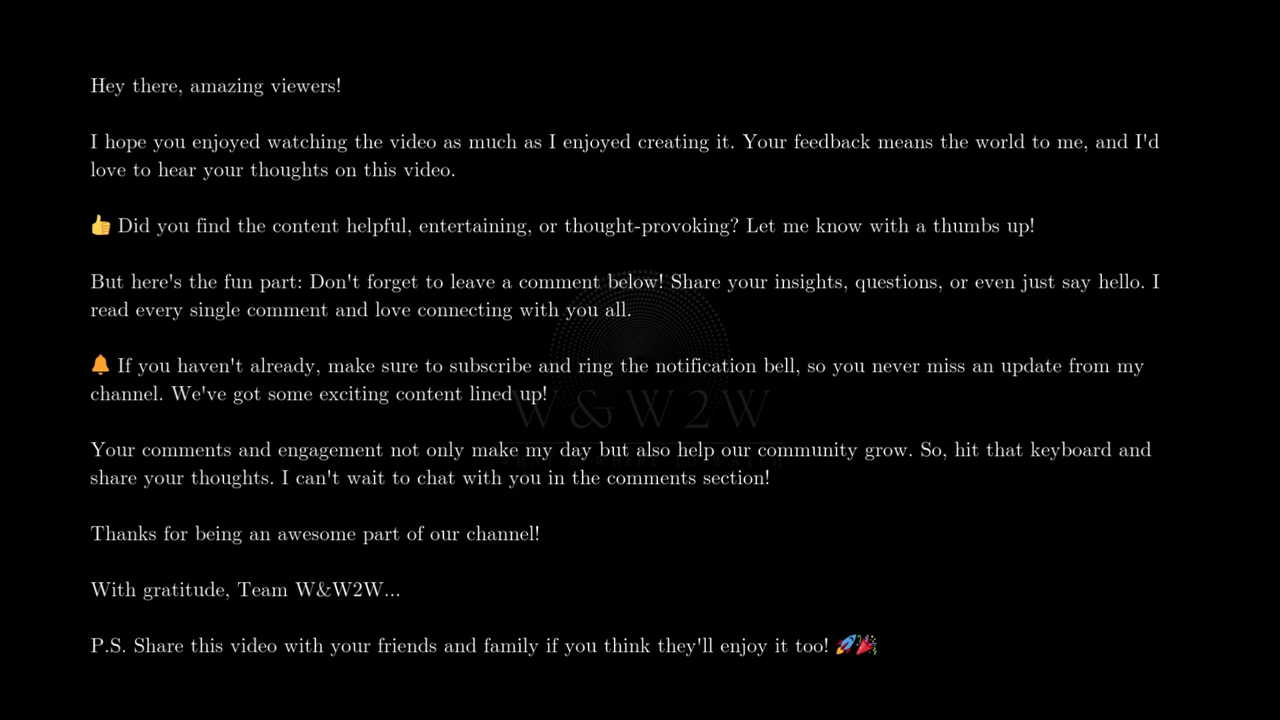 Hey there, amazing viewers!
I hope you enjoyed watching the video as much as I enjoyed creating it. Your feedback means the world to me, and I'd
love to hear your thoughts on this video.
👍 Did you find the content helpful, entertaining, or thought-provoking? Let me know with a thumbs up!
But here's the fun part: Don't forget to leave a comment below! Share your insights, questions, or even just say hello. I
read every single comment and love connecting with you all.
🔔 If you haven't already, make sure to subscribe and ring the notification bell, so you never miss an update from my
channel. We've got some exciting content lined up!
W&W2W
Your comments and engagement not only make my day but also help our community grow. So, hit that keyboard and
share your thoughts. I can't wait to chat with you in the comments section!
Thanks for being an awesome part of our channel!
With gratitude, Team W&W2W...
P.S. Share this video with your friends and family if you think they'll enjoy it too! 🚀🎉